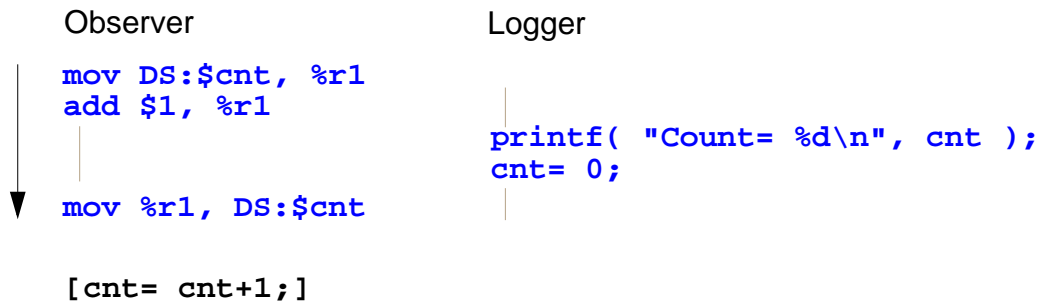 Observer
Logger
mov DS:$cnt, %r1
add $1, %r1
printf( "Count= %d\n", cnt );
cnt= 0;
mov %r1, DS:$cnt
[cnt= cnt+1;]